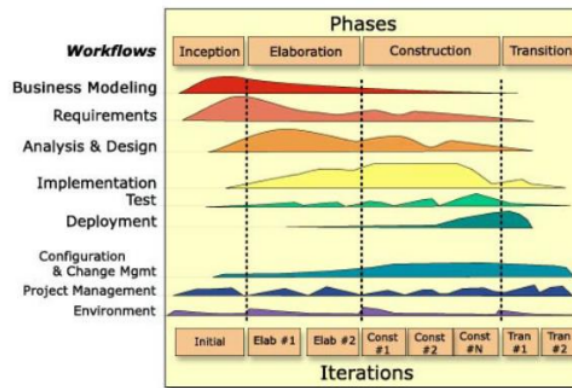 Phases
Workflows
Inception
Elaboration
Construction
Transition
Business Modeling
Requirements
Analysis & Design
Implementation
Test
Deployment
Configuration
& Change Mgmt
Project Management
Environment
Initial
Elab #1
Elab #2
Const
#1
Const
#2
Const
#N
Tran
#1
Tran
#2
Iterations